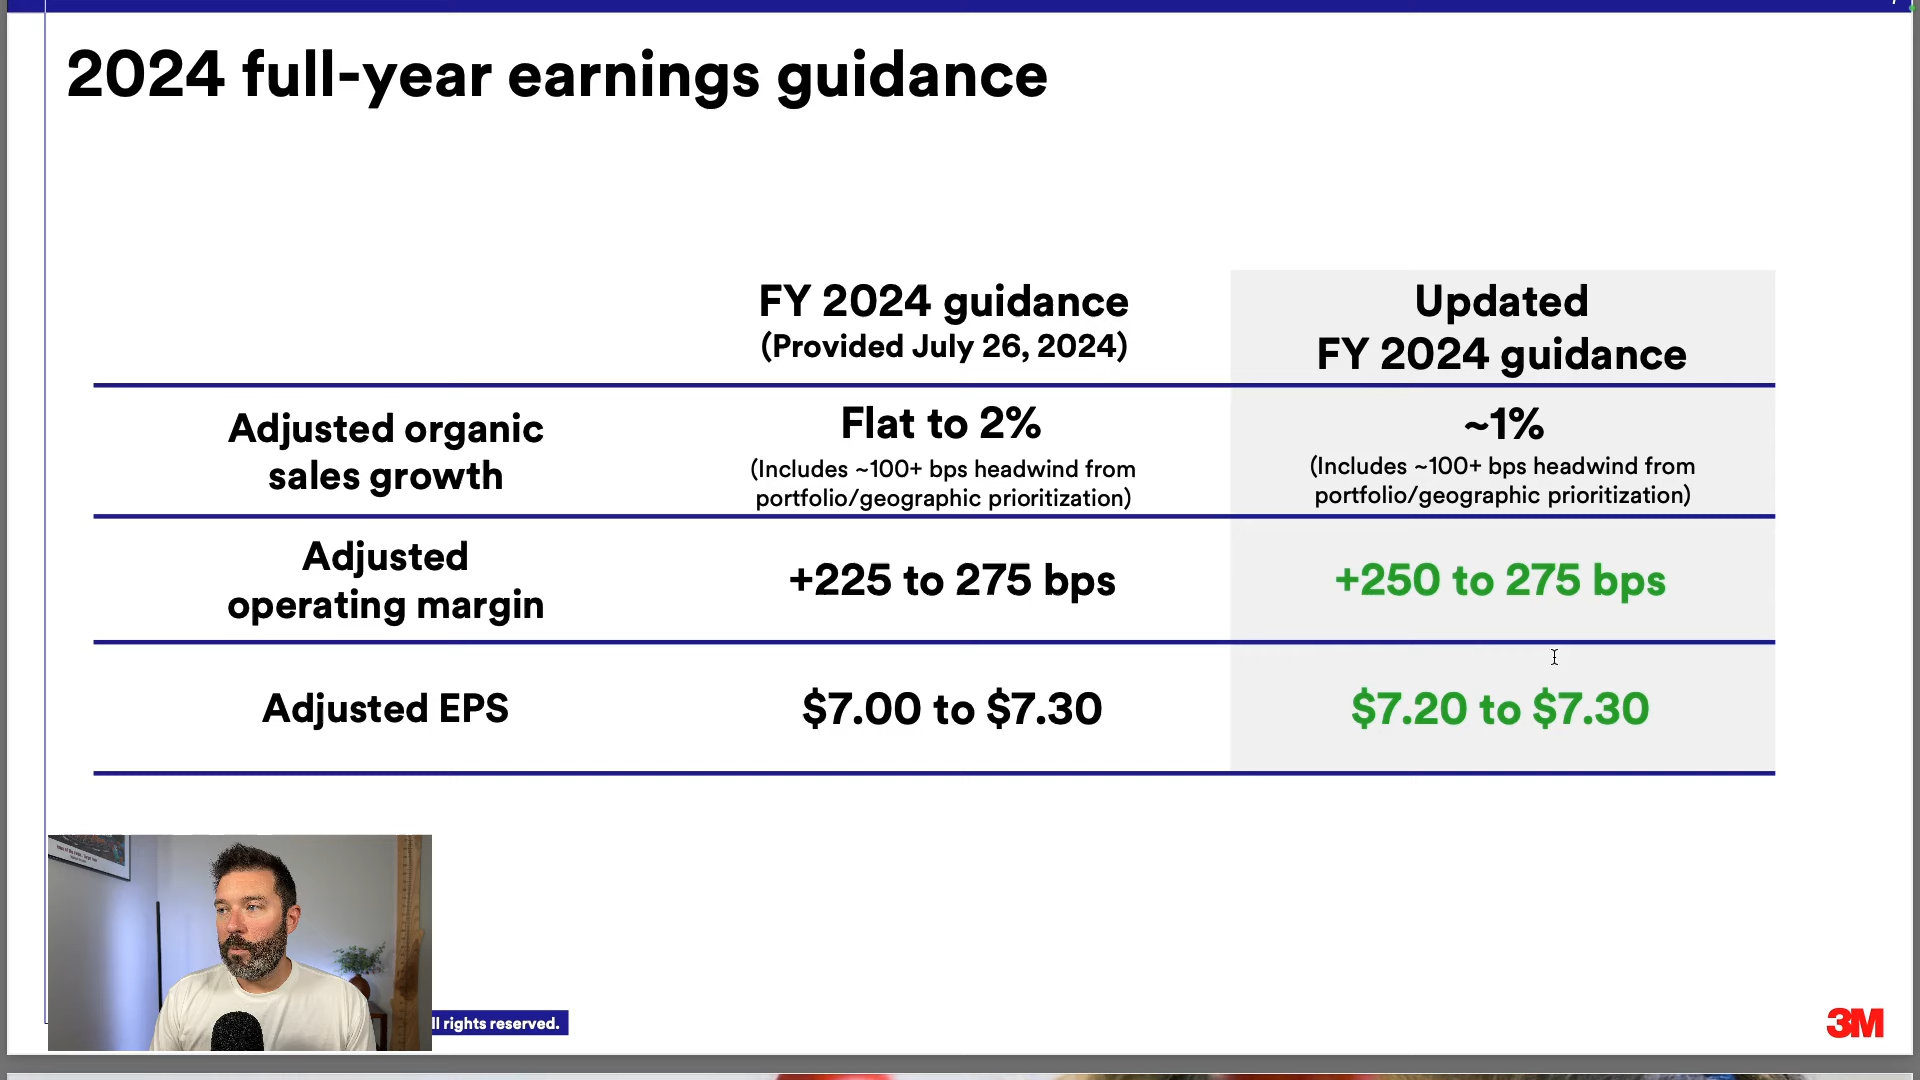 2024 full-year earnings guidance
FY 2024 guidance
(Provided July 26, 2024)
Updated
FY 2024 guidance
Adjusted organic
sales growth
Flat to 2%
(Includes ~100+ bps headwind from
portfolio/geographic prioritization)
~1%
(Includes ~100+ bps headwind from
portfolio/geographic prioritization)
Adjusted
operating margin
+225 to 275 bps
+250 to 275 bps
Adjusted EPS
$7.00 to $7.30
$7.20 to $7.30
ll rights reserved.
3M